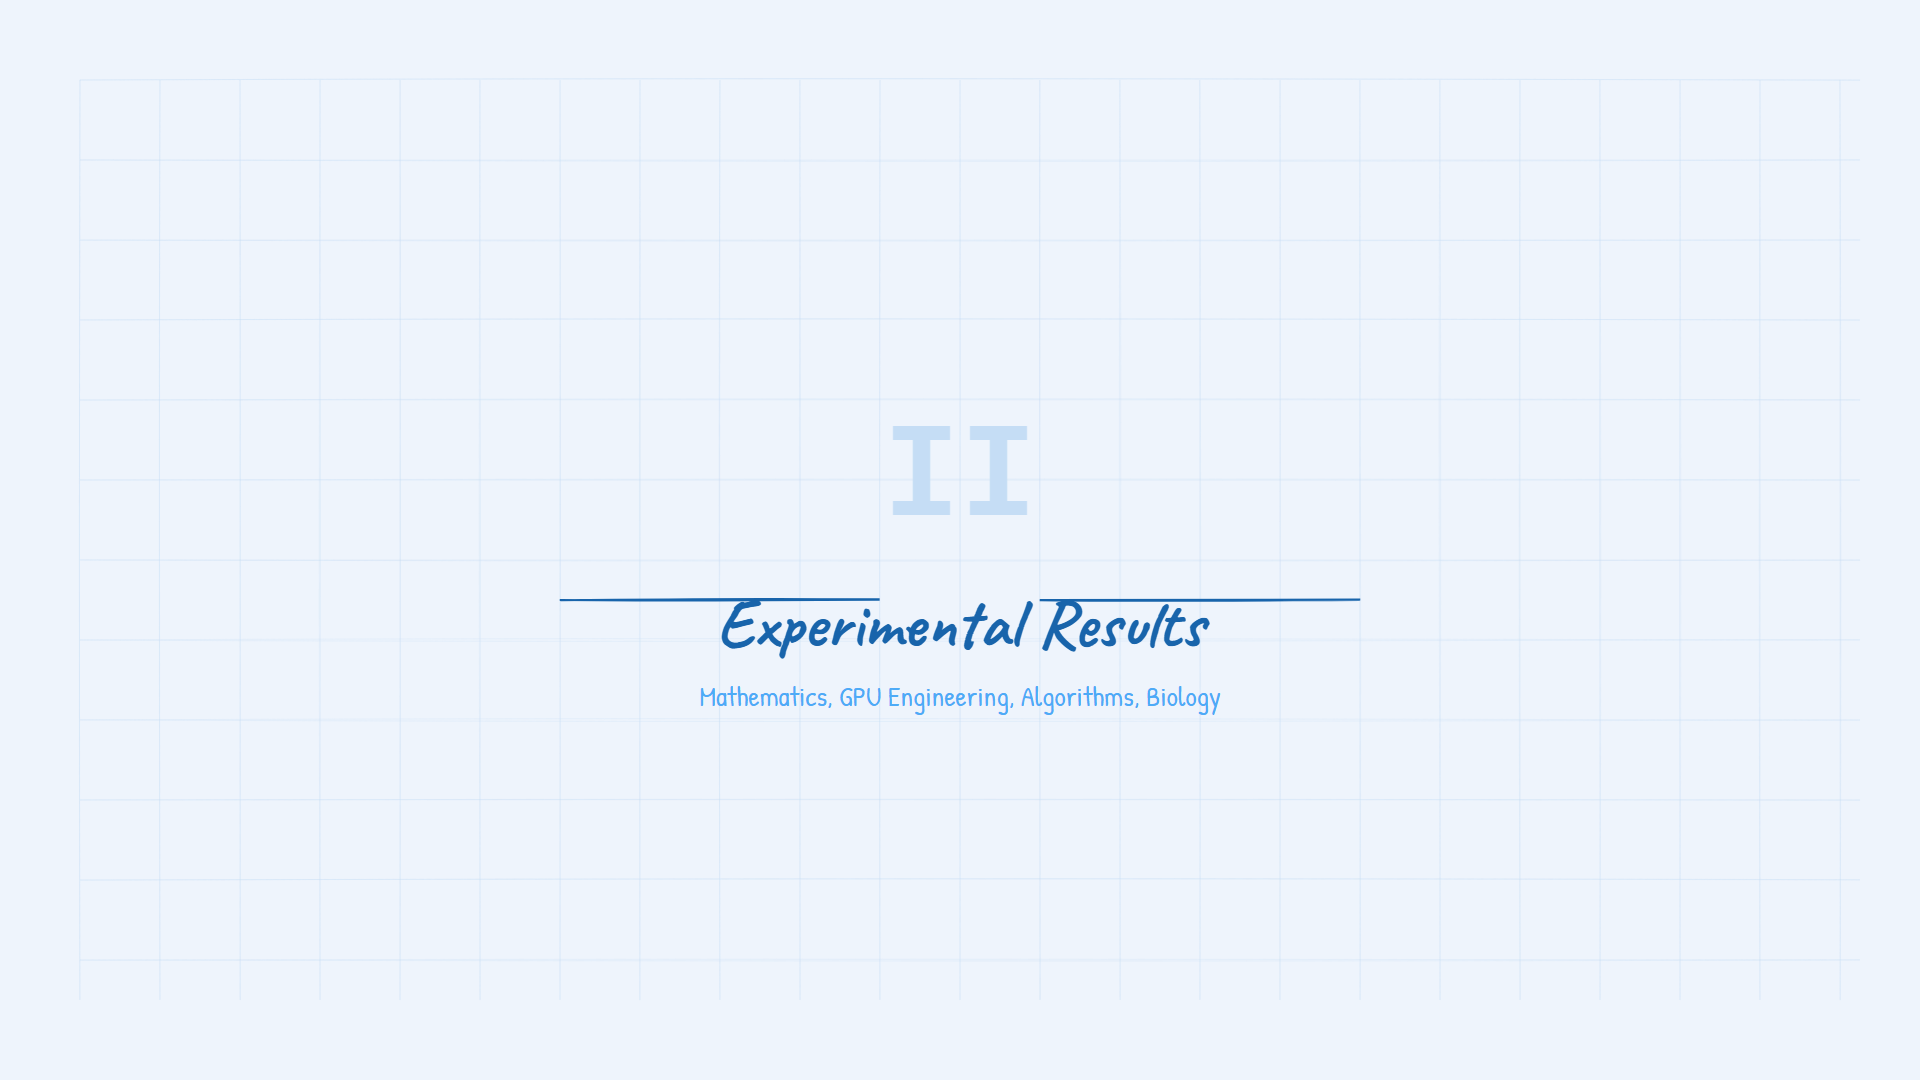 II
Experimental Results
Mathematics, GPU Engineering, Algorithms, Biology